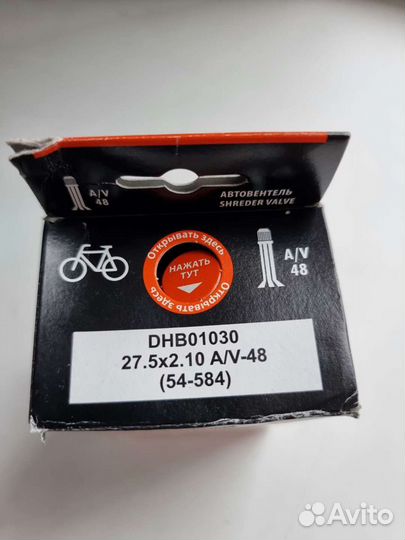 A/V
48
АВТОВЕНТЕЛЬ
SHREDER VALVE
Открывать здесь
НАЖАТЬ
ТУТ
Открывать здесь
A/V
48
DHB01030
27.5x2.10 A/V-48
(54-584)
Avito